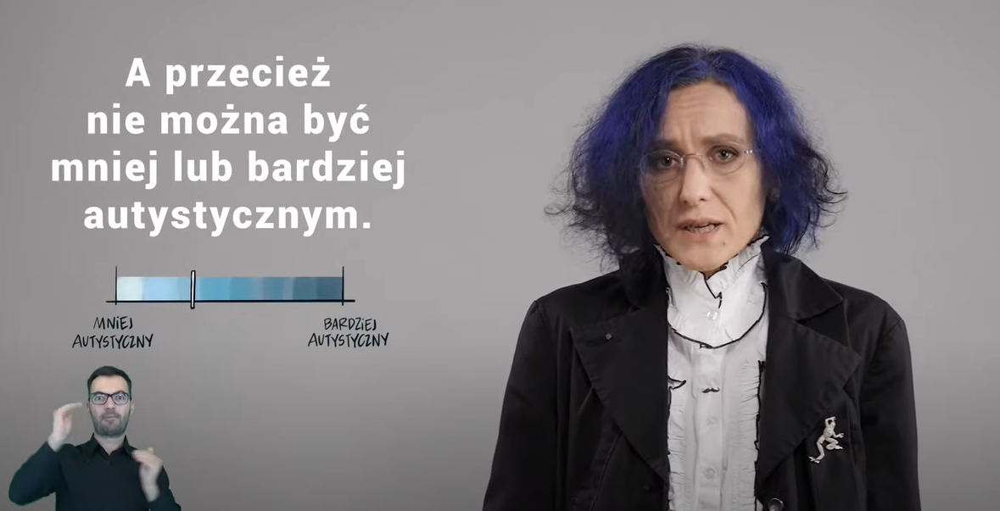 A przecież
nie można być
mniej lub bardziej
autystycznym.
MNIEJ
AUTYSTYCZNY
BARDZIEJ
AUTYSTYCZNY